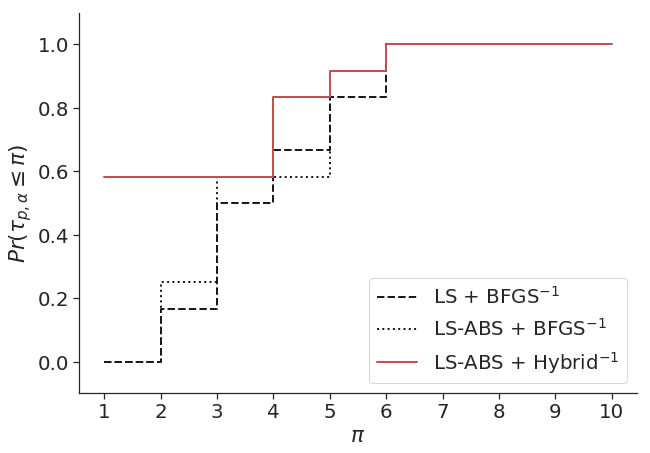 1.0
0.8
0.6
0.4
0.2
0.0
Pr(τ_{p,α} ≤ π)
LS + BFGS⁻¹
LS-ABS + BFGS⁻¹
LS-ABS + Hybrid⁻¹
1 2 3 4 5 6 7 8 9 10
π